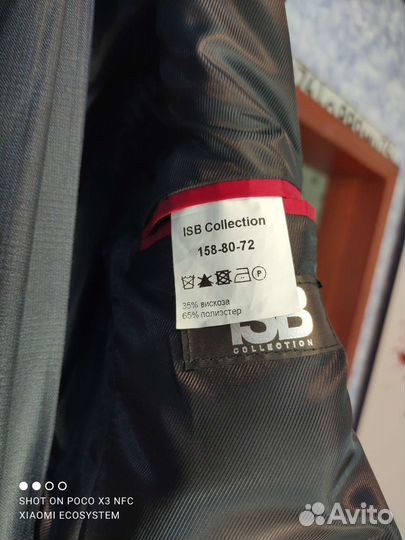 ISB Collection
158-80-72
P
35% вискоза
65% полиэстер
ISB
COLLECTION
SHOT ON POCO X3 NFC
XIAOMI ECOSYSTEM
Avito